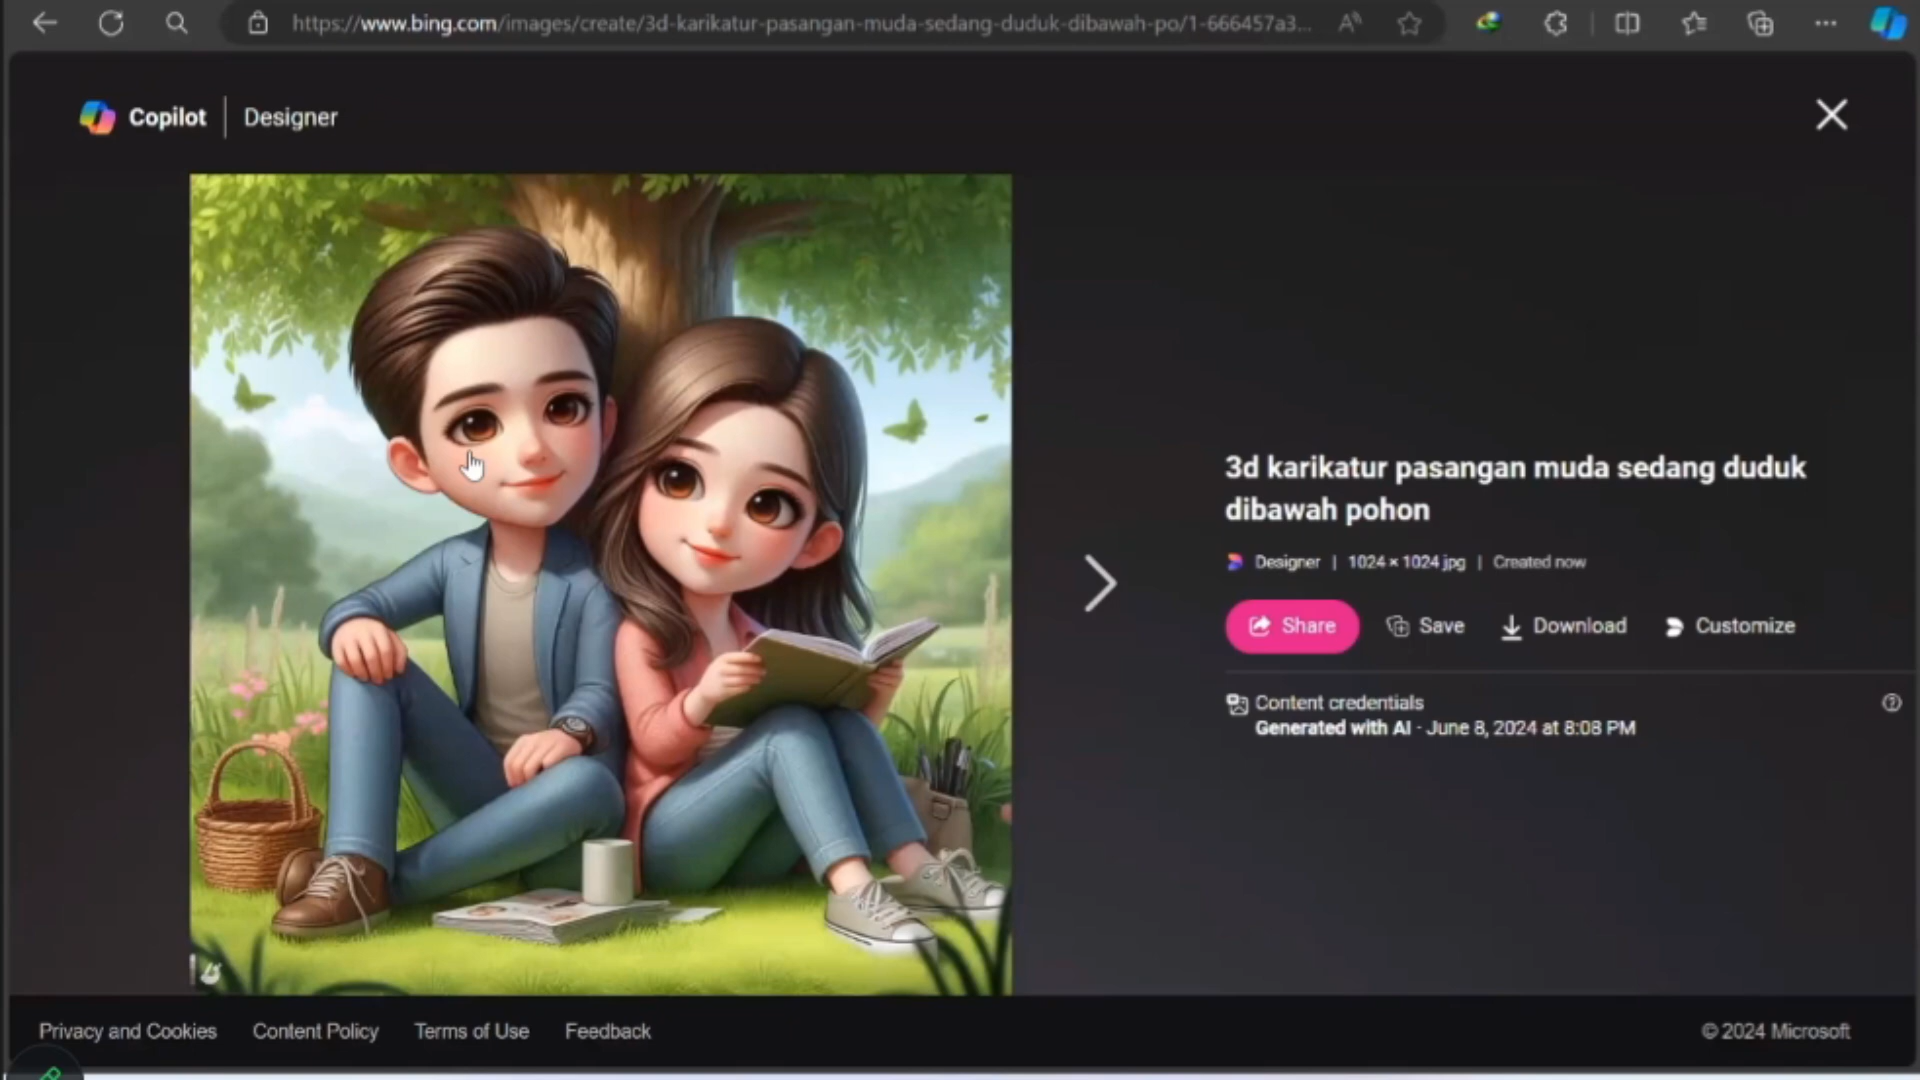 https://www.bing.com/images/create/3d-karikatur-pasangan-muda-sedang-duduk-dibawah-po/1-666457a3...
Copilot
Designer
3d karikatur pasangan muda sedang duduk
dibawah pohon
Designer | 1024 × 1024 jpg | Created now
Share
Save
Download
Customize
Content credentials
Generated with AI - June 8, 2024 at 8:08 PM
Privacy and Cookies
Content Policy
Terms of Use
Feedback
© 2024 Microsoft